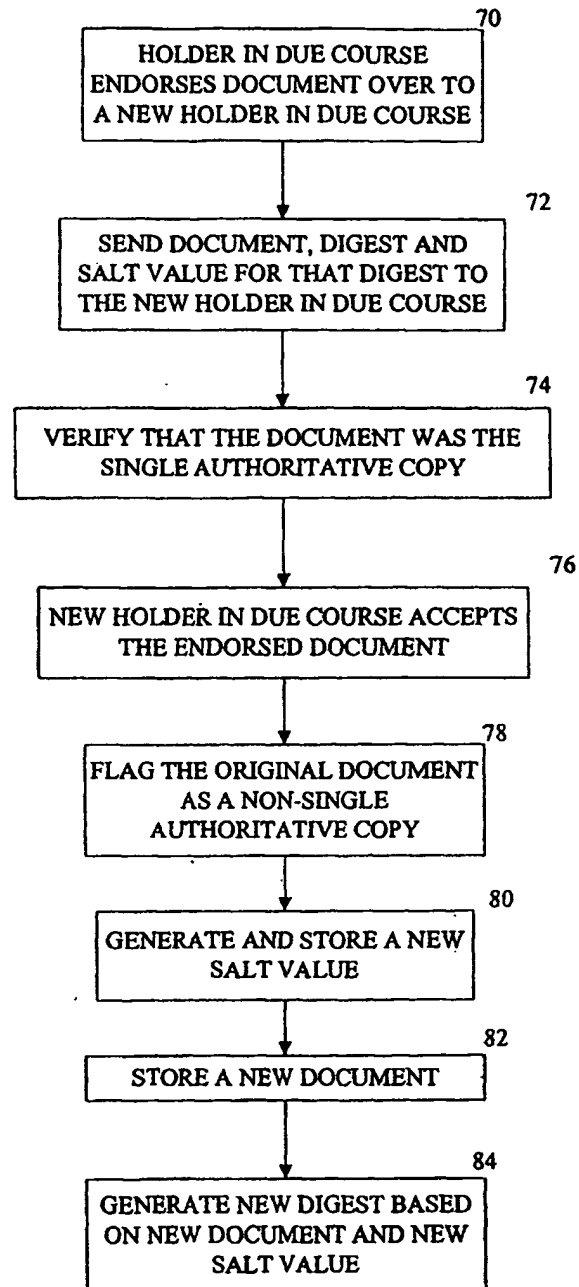 70
HOLDER IN DUE COURSE
ENDORSES DOCUMENT OVER TO
A NEW HOLDER IN DUE COURSE
72
SEND DOCUMENT, DIGEST AND
SALT VALUE FOR THAT DIGEST TO
THE NEW HOLDER IN DUE COURSE
74
VERIFY THAT THE DOCUMENT WAS THE
SINGLE AUTHORITATIVE COPY
76
NEW HOLDER IN DUE COURSE ACCEPTS
THE ENDORSED DOCUMENT
78
FLAG THE ORIGINAL DOCUMENT
AS A NON-SINGLE
AUTHORITATIVE COPY
80
GENERATE AND STORE A NEW
SALT VALUE
82
STORE A NEW DOCUMENT
84
GENERATE NEW DIGEST BASED
ON NEW DOCUMENT AND NEW
SALT VALUE